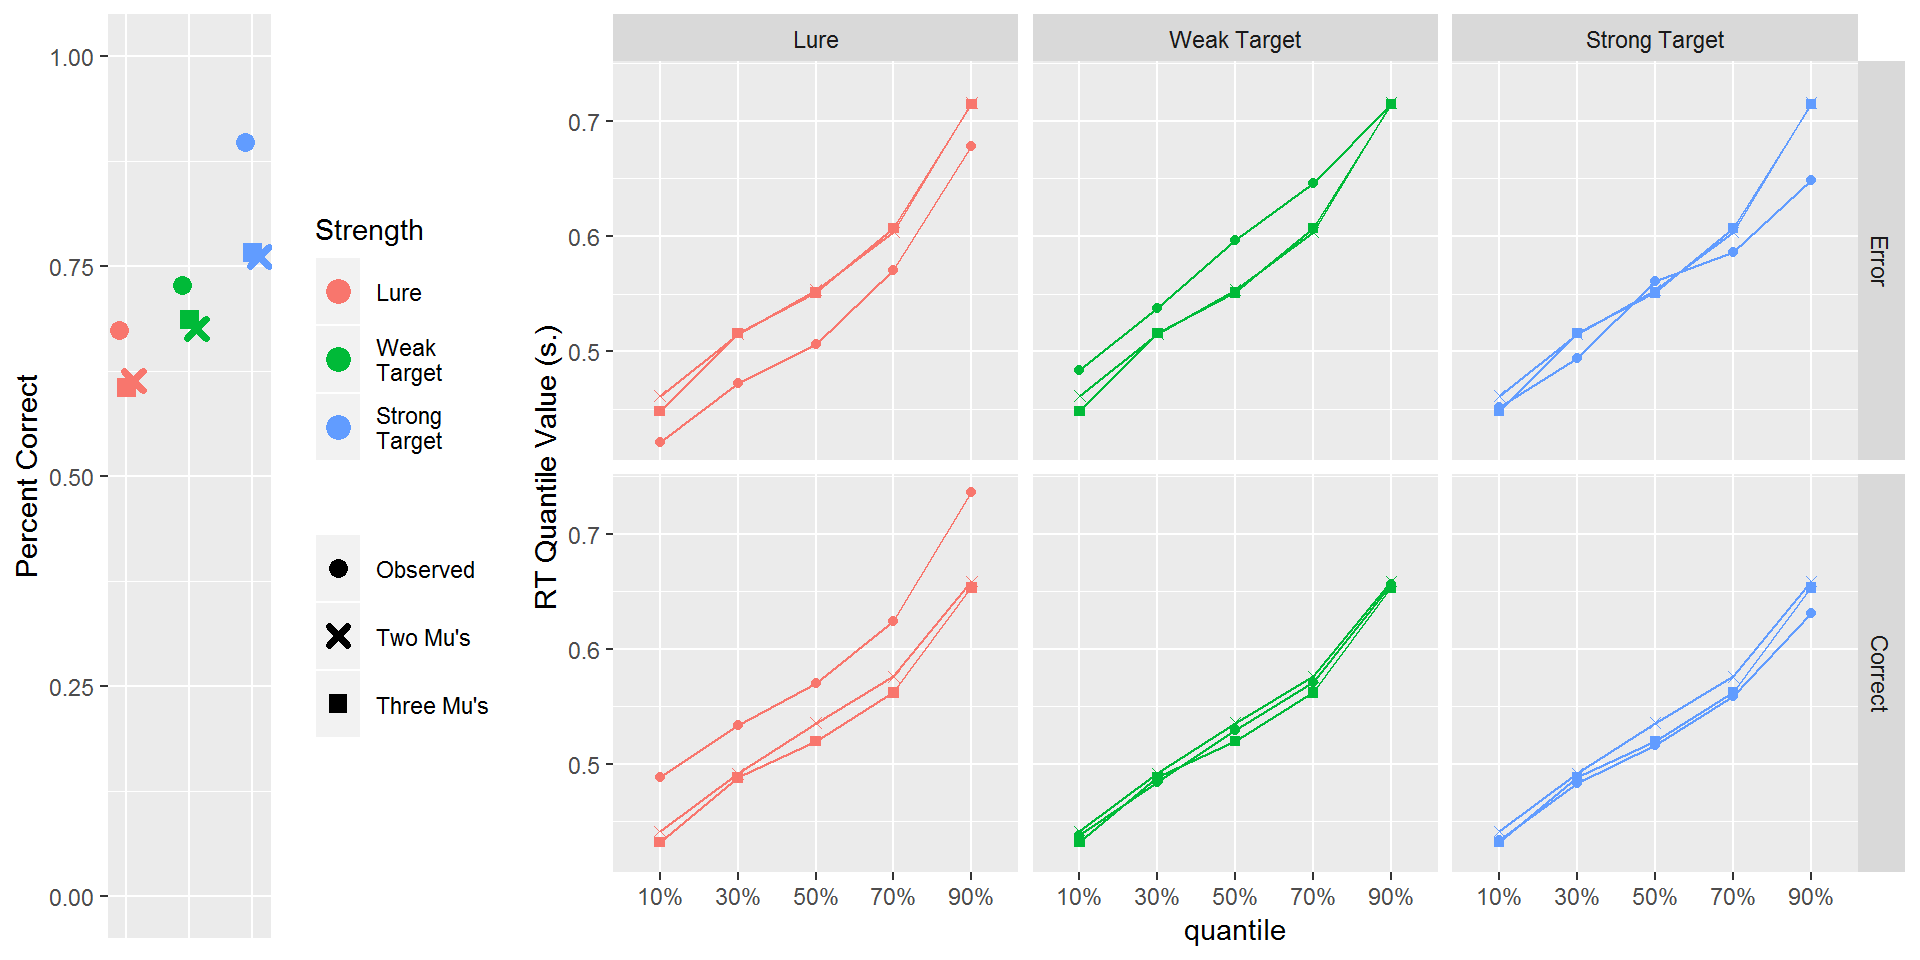 Percent Correct
1.00
0.75
0.50
0.25
0.00
Strength
Lure
Weak
Target
Strong
Target
Observed
Two Mu's
Three Mu's
RT Quantile Value (s.)
Lure
Weak Target
Strong Target
0.7
0.6
0.5
Error
0.7
0.6
0.5
Correct
10% 30% 50% 70% 90%
10% 30% 50% 70% 90%
10% 30% 50% 70% 90%
quantile